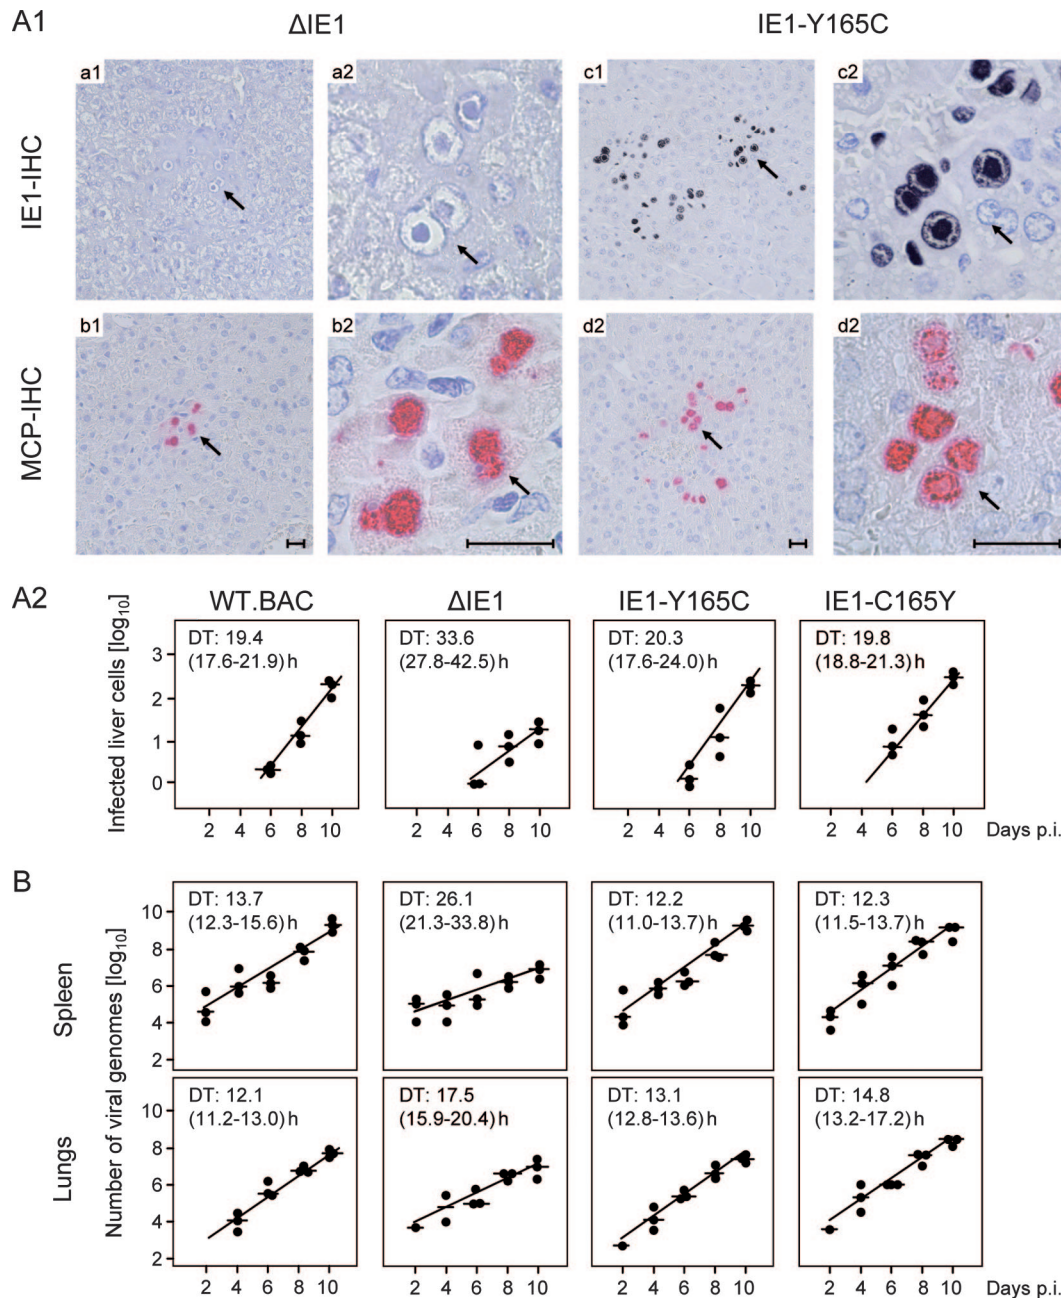 A1
ΔIE1 IE1-Y165C
IE1-IHC
a1 a2 c1 c2
MCP-IHC
b1 b2 d2 d2
A2
WT.BAC ΔIE1 IE1-Y165C IE1-C165Y
Infected liver cells [log10]
DT: 19.4
(17.6-21.9) h
DT: 33.6
(27.8-42.5) h
DT: 20.3
(17.6-24.0) h
DT: 19.8
(18.8-21.3) h
3
2
1
0
2 4 6 8 10 2 4 6 8 10 2 4 6 8 10 2 4 6 8 10 Days p.i.
B
Number of viral genomes [log10]
Spleen
DT: 13.7
(12.3-15.6) h
DT: 26.1
(21.3-33.8) h
DT: 12.2
(11.0-13.7) h
DT: 12.3
(11.5-13.7) h
10
8
6
4
2
Lungs
DT: 12.1
(11.2-13.0) h
DT: 17.5
(15.9-20.4) h
DT: 13.1
(12.8-13.6) h
DT: 14.8
(13.2-17.2) h
10
8
6
4
2
2 4 6 8 10 2 4 6 8 10 2 4 6 8 10 2 4 6 8 10 Days p.i.